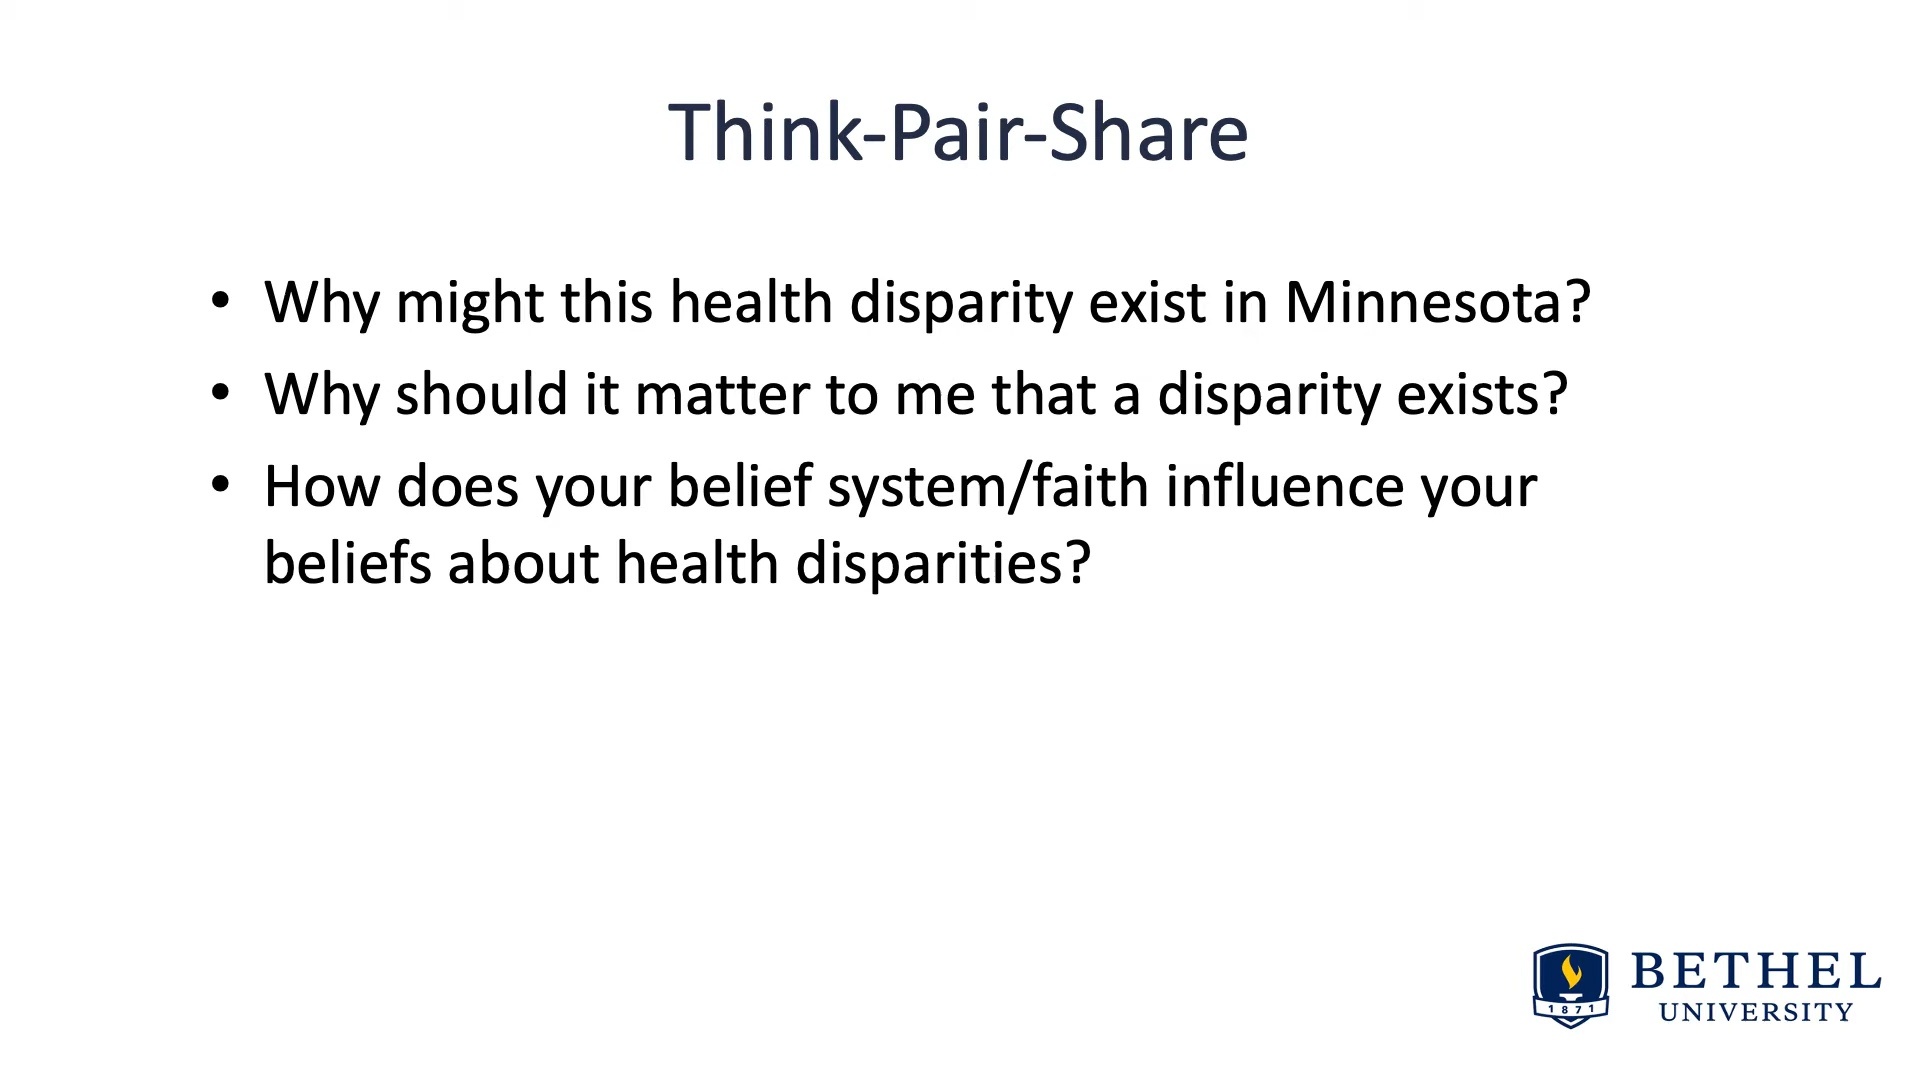 Think-Pair-Share
• Why might this health disparity exist in Minnesota?
• Why should it matter to me that a disparity exists?
• How does your belief system/faith influence your
beliefs about health disparities?
1871
BETHEL
UNIVERSITY